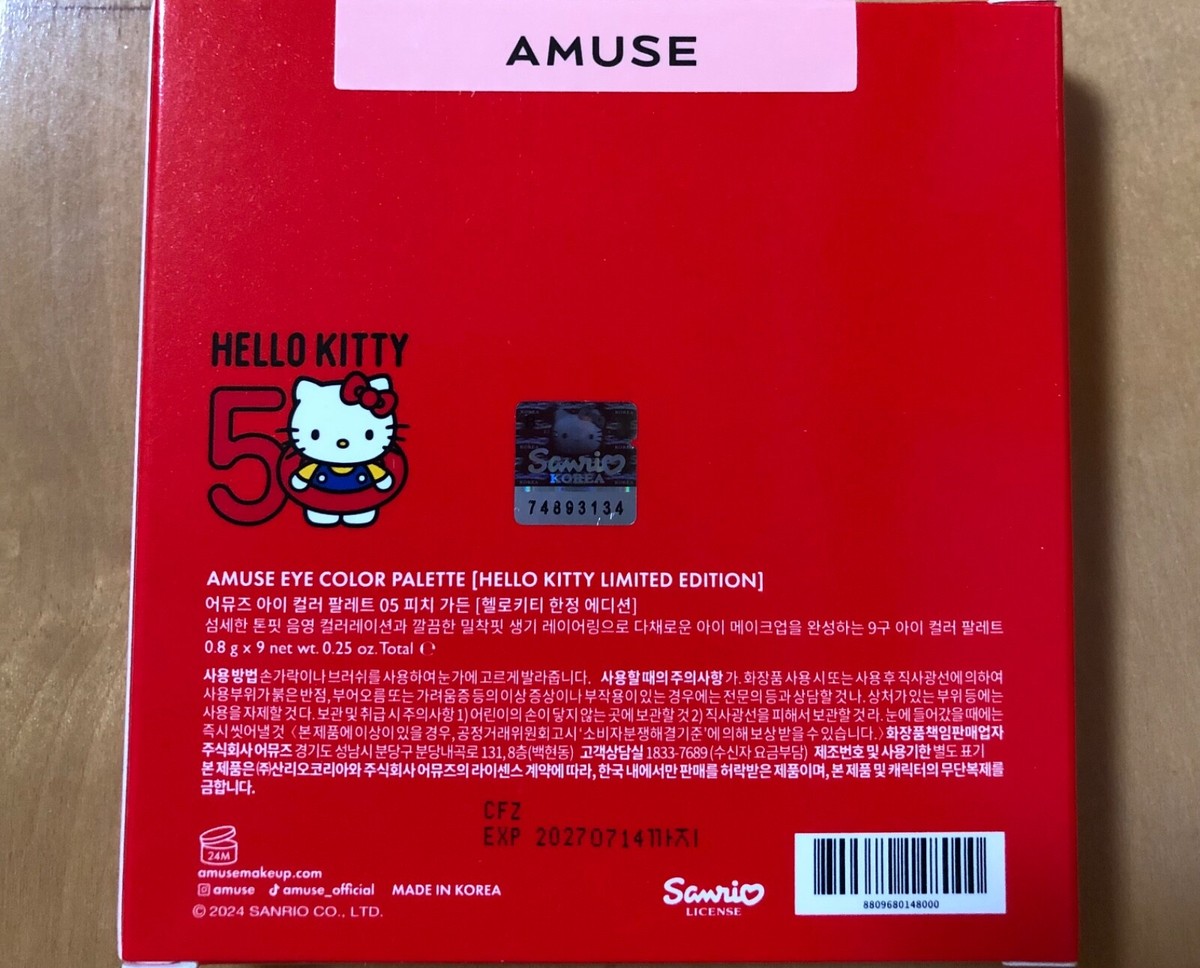 AMUSE
HELLO KITTY
50
Sanrio
KOREA
74893134
AMUSE EYE COLOR PALETTE [HELLO KITTY LIMITED EDITION]
어뮤즈 아이 컬러 팔레트 05 피치 가든 [헬로키티 한정 에디션]
섬세한 톤핏 음영 컬러레이션과 깔끔한 밀착핏 생기 레이어링으로 다채로운 아이 메이크업을 완성하는 9구 아이 컬러 팔레트
0.8 g x 9 net wt. 0.25 oz. Total ℮
사용방법 손가락이나 브러쉬를 사용하여 눈가에 고르게 발라줍니다. 사용할 때의 주의사항 가. 화장품 사용 시 또는 사용 후 직사광선에 의하여
사용부위가 붉은 반점, 부어오름 또는 가려움증 등의 이상 증상이나 부작용이 있는 경우에는 전문의 등과 상담할 것 나. 상처가 있는 부위 등에는
사용을 자제할 것 다. 보관 및 취급 시 주의사항 1) 어린이의 손이 닿지 않는 곳에 보관할 것 2) 직사광선을 피해서 보관할 것 라. 눈에 들어갔을 때에는
즉시 씻어낼 것 〈본 제품에 이상이 있을 경우, 공정거래위원회 고시 '소비자분쟁해결기준'에 의해 보상 받을 수 있습니다.〉 화장품책임판매업자
주식회사 어뮤즈 경기도 성남시 분당구 분당내곡로 131, 8층(백현동) 고객상담실 1833-7689 (수신자 요금부담) 제조번호 및 사용기한 별도 표기
본 제품은 ㈜산리오코리아와 주식회사 어뮤즈의 라이센스 계약에 따라, 한국 내에서만 판매를 허락받은 제품이며, 본 제품 및 캐릭터의 무단복제를
금합니다.
CFZ
EXP 20270714까지
24M
amusemakeup.com
amuse amuse_official MADE IN KOREA
© 2024 SANRIO CO., LTD.
Sanrio
LICENSE
8809680148000